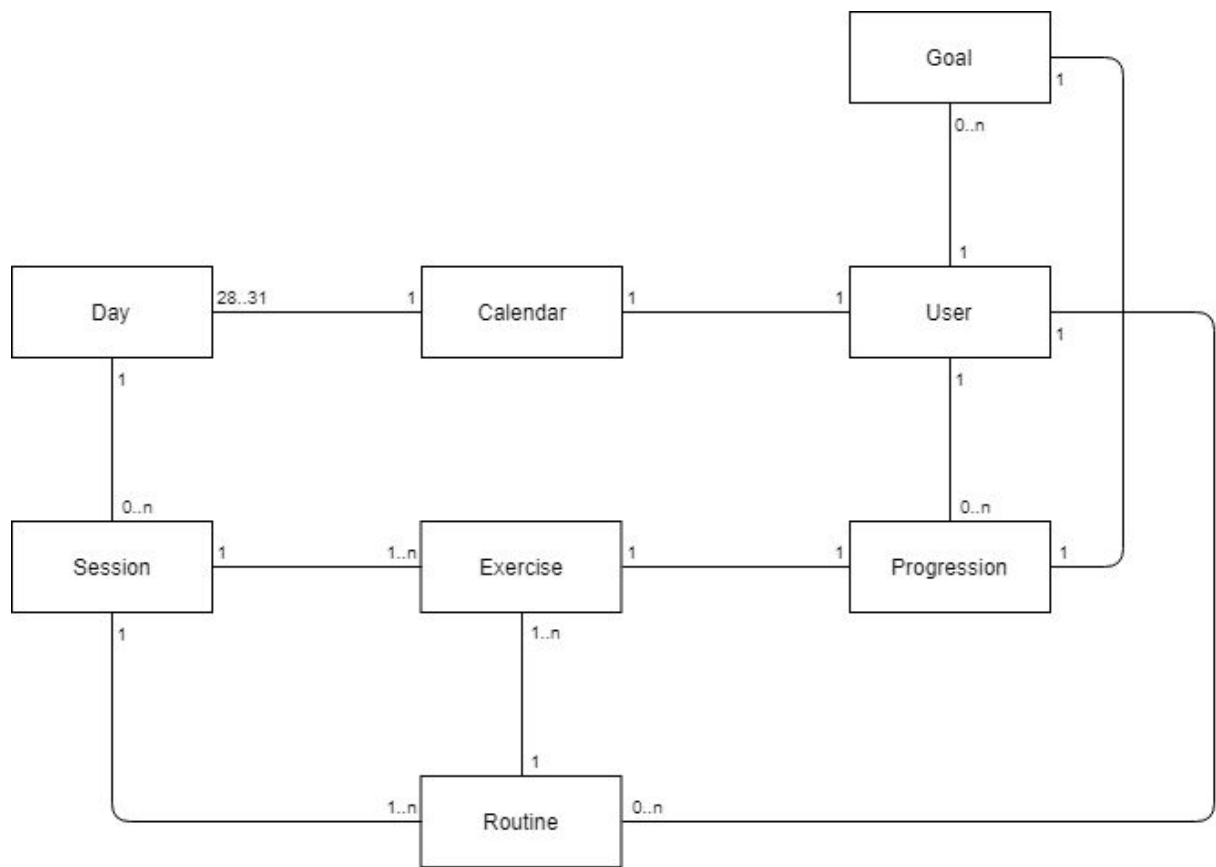 Goal
1
0..n
1
Day
28..31
1
Calendar
1
1
User
1
1
1
0..n
0..n
Session
1
1..n
Exercise
1
1
Progression
1
1
1..n
1
1..n
Routine
0..n